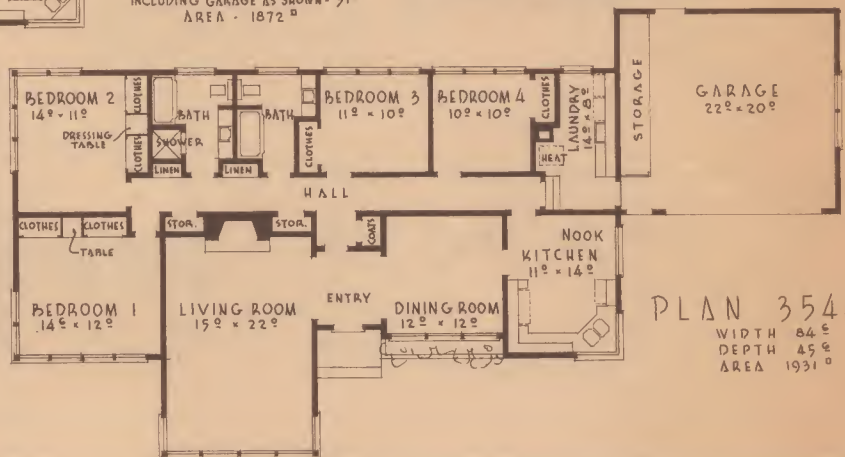 INCLUDING GARAGE AS SHOWN - 51
AREA - 1872 □
BEDROOM 2
14⁰ × 11⁰
DRESSING
TABLE
CLOTHES
CLOTHES
BATH
SHOWER
LINEN
BATH
LINEN
CLOTHES
BEDROOM 3
11⁰ × 10⁰
BEDROOM 4
10⁰ × 10⁰
CLOTHES
HEAT
LAUNDRY
14⁰ × 8⁰
STORAGE
GARAGE
22⁰ × 20⁰
HALL
CLOTHES
CLOTHES
TABLE
STOR.
STOR.
COATS
NOOK
KITCHEN
11⁰ × 14⁰
BEDROOM 1
14⁶ × 12⁰
LIVING ROOM
15⁰ × 22⁰
ENTRY
DINING ROOM
12⁰ × 12⁰
PLAN 354
WIDTH 84⁶
DEPTH 45⁶
AREA 1931 □